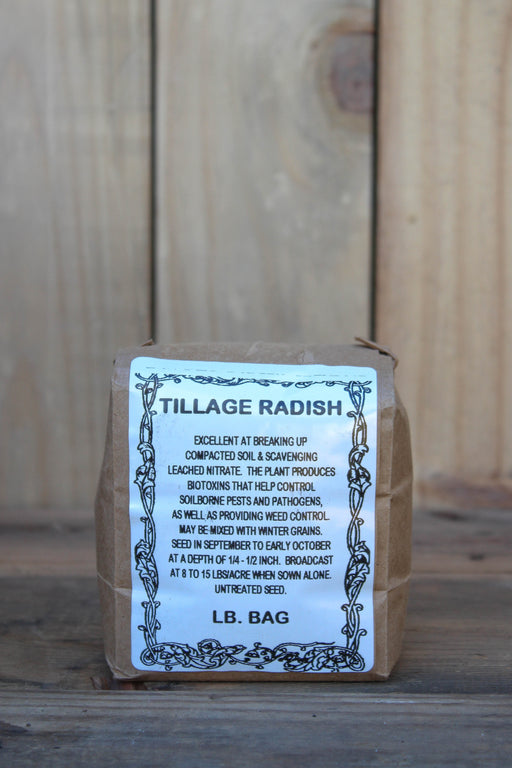 TILLAGE RADISH
EXCELLENT AT BREAKING UP
COMPACTED SOIL & SCAVENGING
LEACHED NITRATE. THE PLANT PRODUCES
BIOTOXINS THAT HELP CONTROL
SOILBORNE PESTS AND PATHOGENS,
AS WELL AS PROVIDING WEED CONTROL.
MAY BE MIXED WITH WINTER GRAINS.
SEED IN SEPTEMBER TO EARLY OCTOBER
AT A DEPTH OF 1/4 - 1/2 INCH. BROADCAST
AT 8 TO 15 LBS/ACRE WHEN SOWN ALONE.
UNTREATED SEED.
LB. BAG